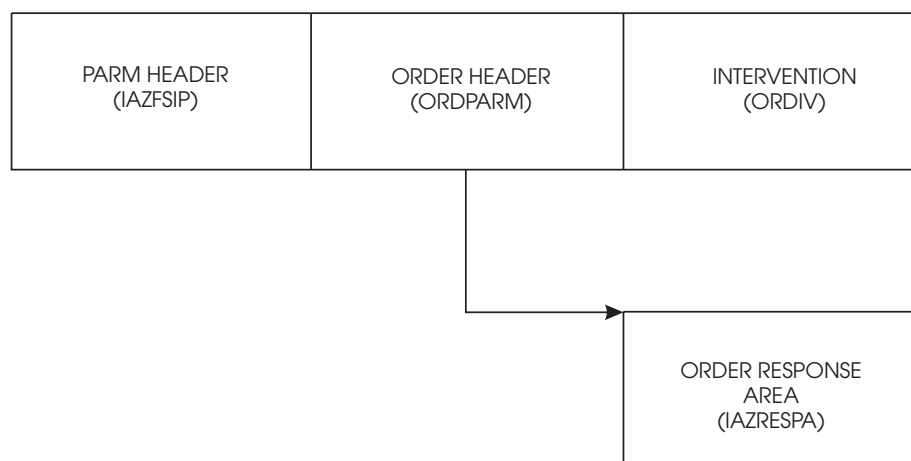 PARM HEADER
(IAZFSIP)
ORDER HEADER
(ORDPARM)
INTERVENTION
(ORDIV)
ORDER RESPONSE
AREA
(IAZRESPA)